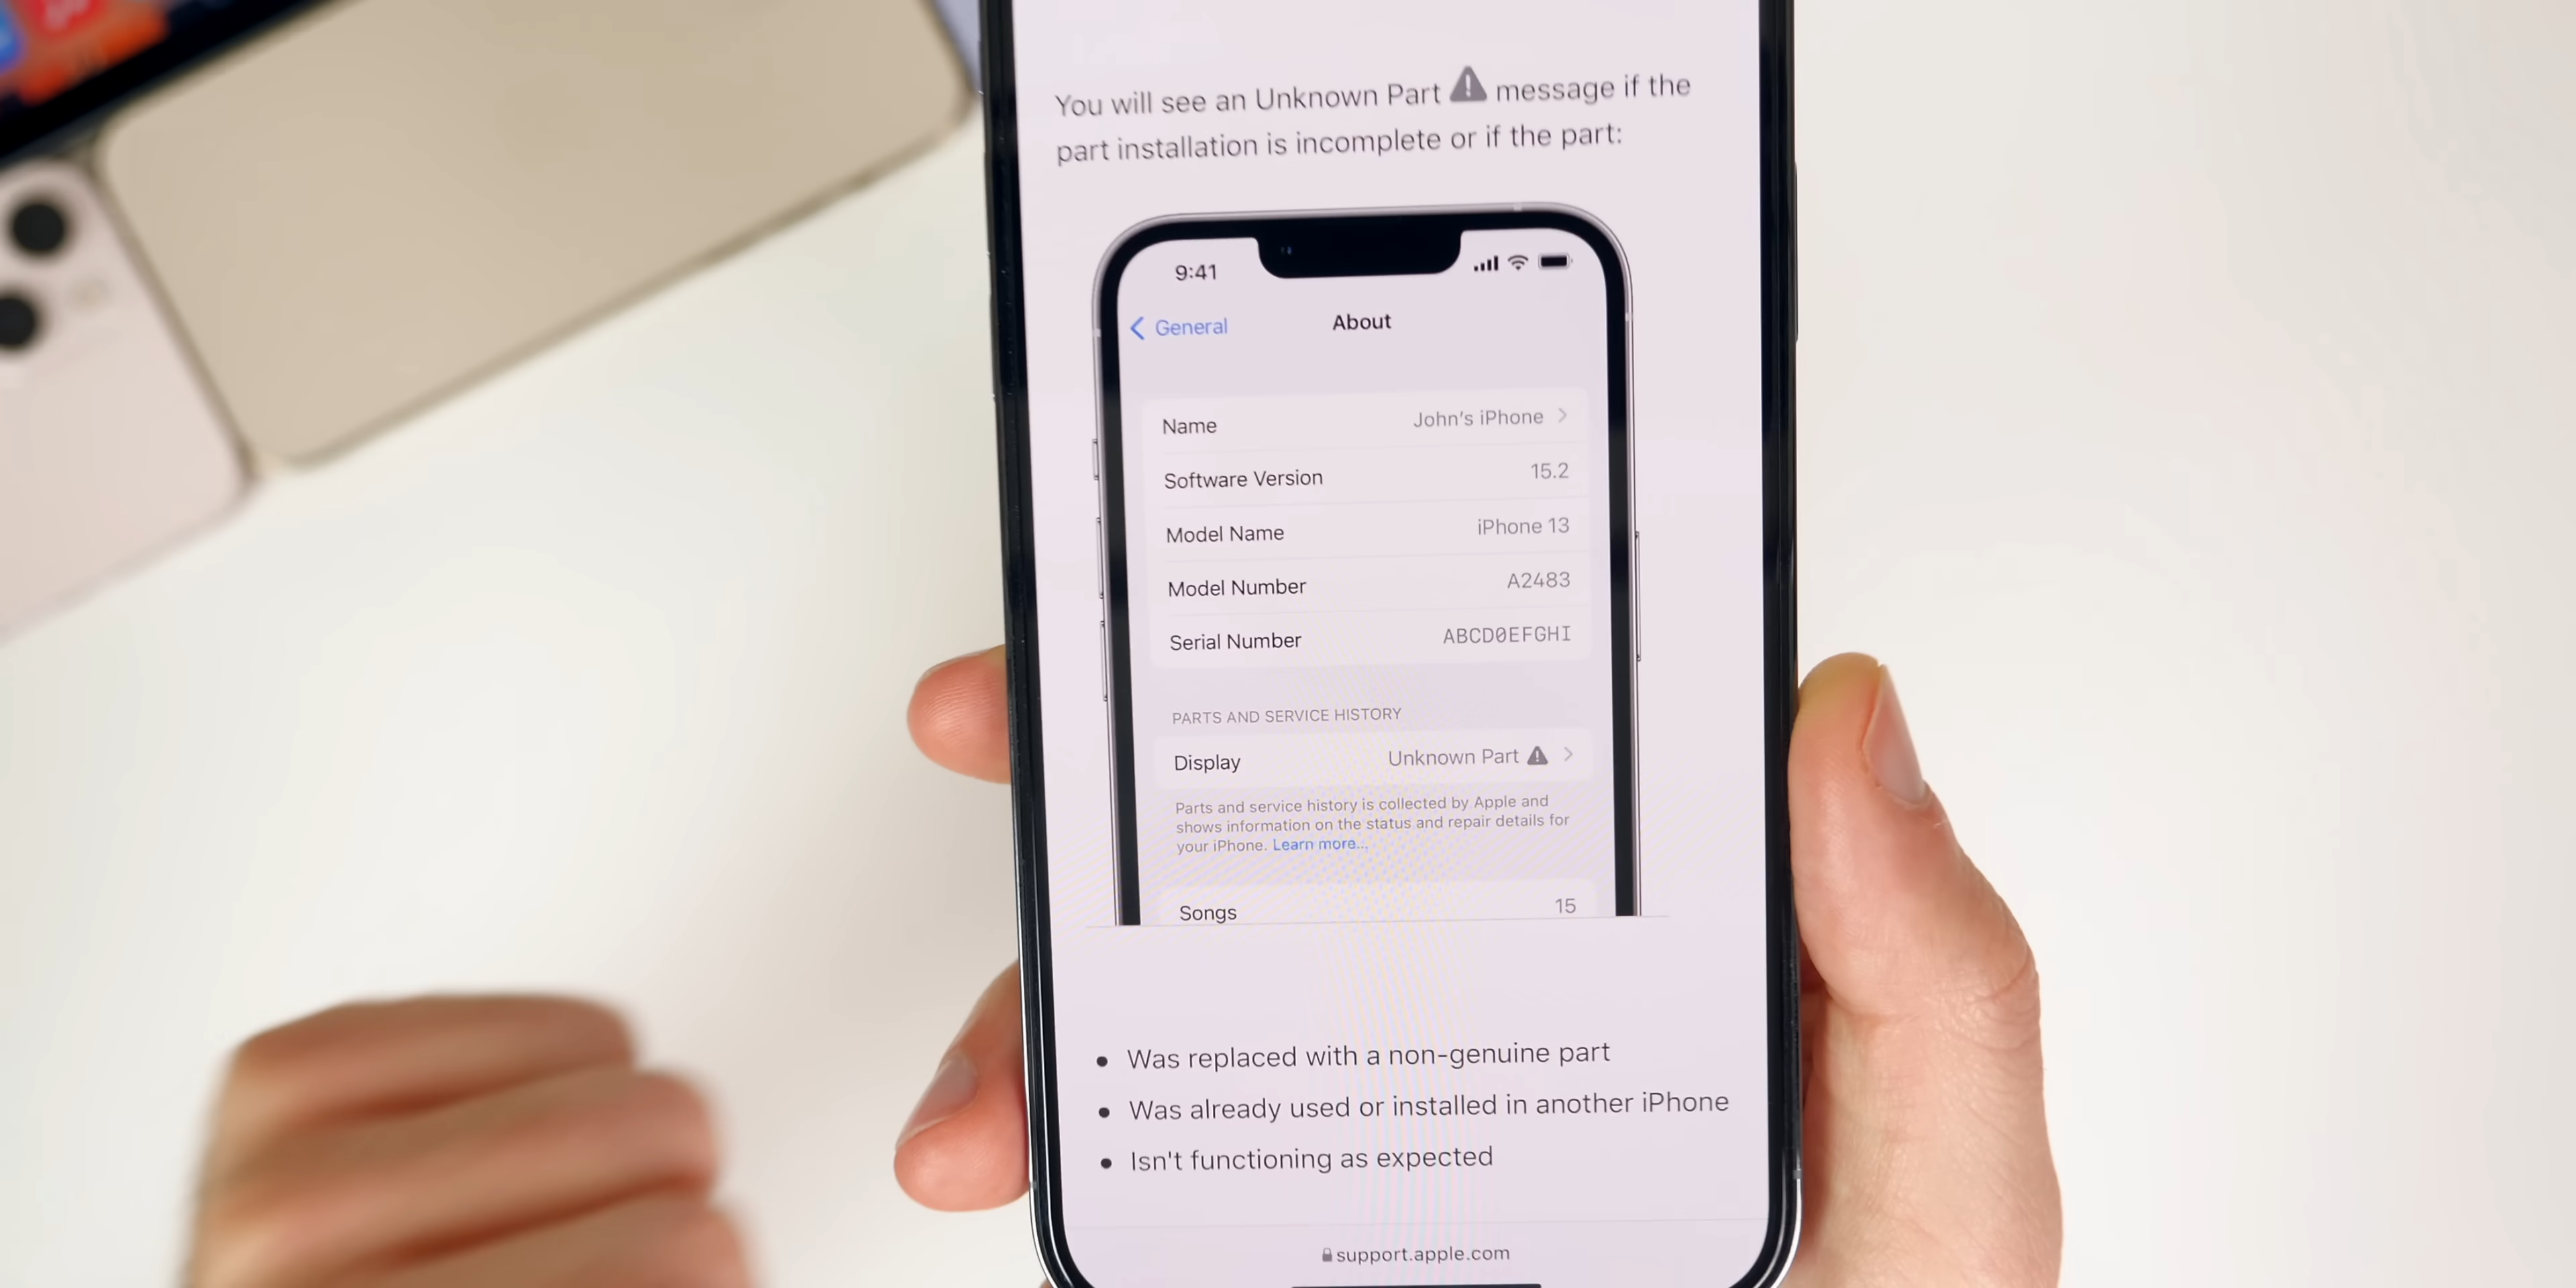 You will see an Unknown Part ⚠ message if the
part installation is incomplete or if the part:
9:41
General
About
Name John's iPhone
Software Version 15.2
Model Name iPhone 13
Model Number A2483
Serial Number ABCD0EFGHI
PARTS AND SERVICE HISTORY
Display Unknown Part ⚠
Parts and service history is collected by Apple and
shows information on the status and repair details for
your iPhone. Learn more...
Songs 15
• Was replaced with a non-genuine part
• Was already used or installed in another iPhone
• Isn't functioning as expected
support.apple.com